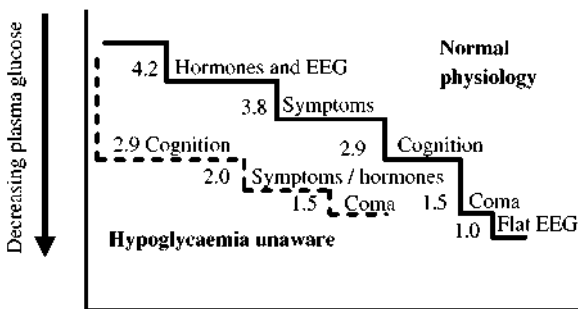 Decreasing plasma glucose
Normal
physiology
4.2 Hormones and EEG
3.8 Symptoms
2.9 Cognition
1.5 Coma
1.0 Flat EEG
2.9 Cognition
2.0 Symptoms / hormones
1.5 Coma
Hypoglycaemia unaware